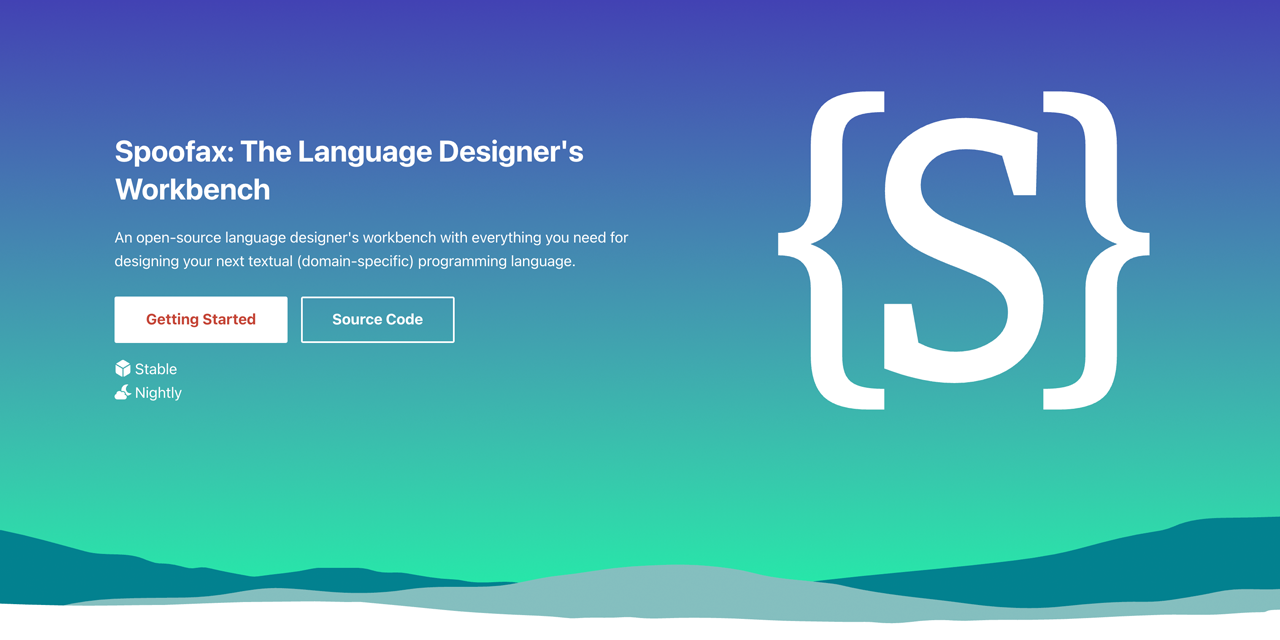 Spoofax: The Language Designer's
Workbench
An open-source language designer's workbench with everything you need for
designing your next textual (domain-specific) programming language.
Getting Started
Source Code
Stable
Nightly
{S}